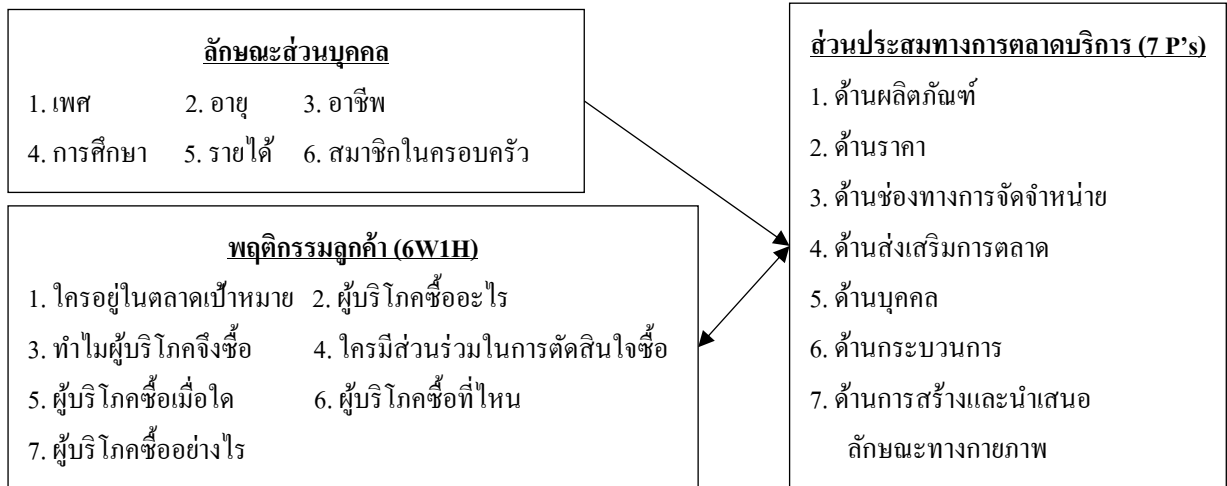 ลักษณะส่วนบุคคล
1. เพศ 2. อายุ 3. อาชีพ
4. การศึกษา 5. รายได้ 6. สมาชิกในครอบครัว
พฤติกรรมลูกค้า (6W1H)
1. ใครอยู่ในตลาดเป้าหมาย 2. ผู้บริโภคซื้ออะไร
3. ทำไมผู้บริโภคจึงซื้อ 4. ใครมีส่วนร่วมในการตัดสินใจซื้อ
5. ผู้บริโภคซื้อเมื่อใด 6. ผู้บริโภคซื้อที่ไหน
7. ผู้บริโภคซื้ออย่างไร
ส่วนประสมทางการตลาดบริการ (7 P’s)
1. ด้านผลิตภัณฑ์
2. ด้านราคา
3. ด้านช่องทางการจัดจำหน่าย
4. ด้านส่งเสริมการตลาด
5. ด้านบุคคล
6. ด้านกระบวนการ
7. ด้านการสร้างและนำเสนอ
ลักษณะทางกายภาพ